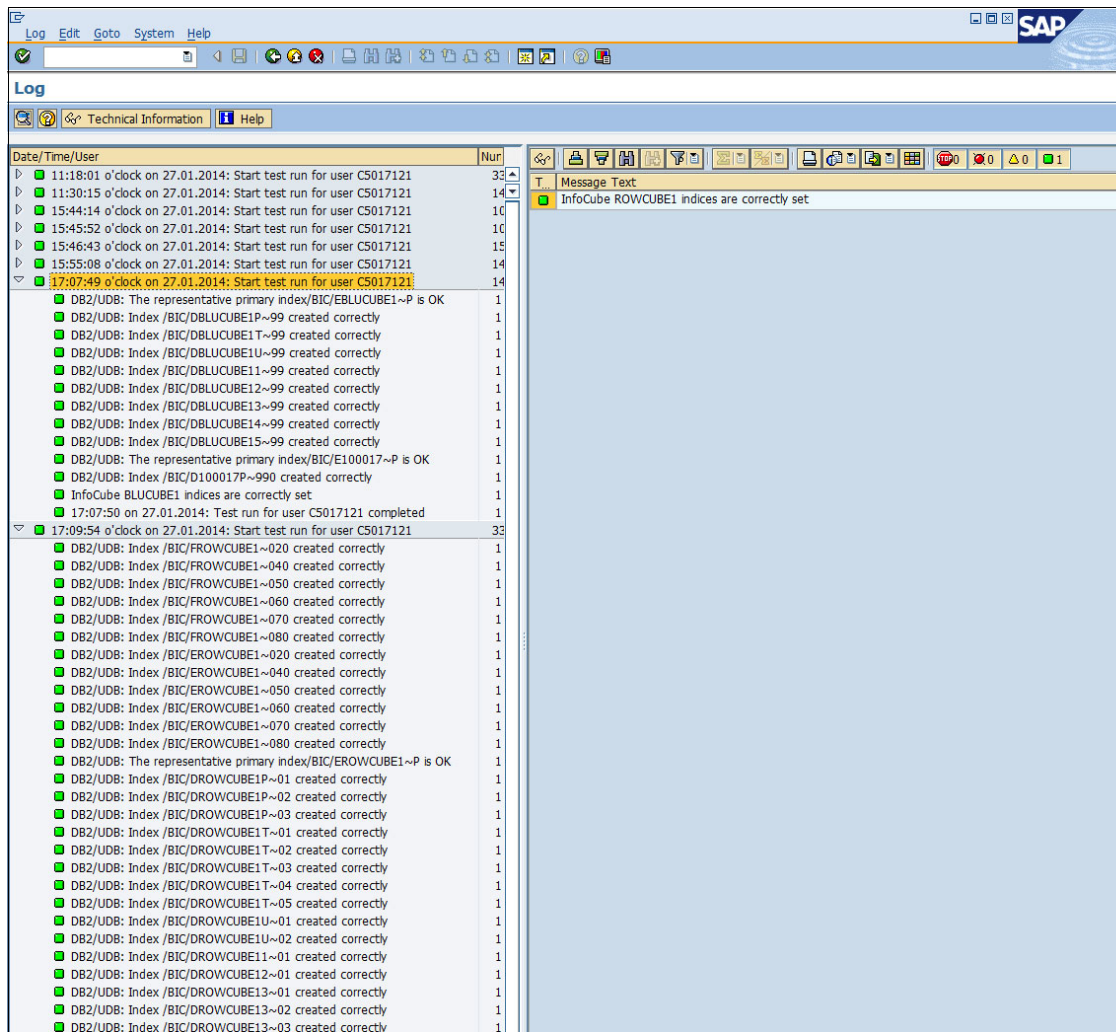 Log Edit Goto System Help
SAP
Log
Technical Information Help
Date/Time/User Nur
11:18:01 o'clock on 27.01.2014: Start test run for user C5017121 33
11:30:15 o'clock on 27.01.2014: Start test run for user C5017121 14
15:44:14 o'clock on 27.01.2014: Start test run for user C5017121 10
15:45:52 o'clock on 27.01.2014: Start test run for user C5017121 10
15:46:43 o'clock on 27.01.2014: Start test run for user C5017121 15
15:55:08 o'clock on 27.01.2014: Start test run for user C5017121 14
17:07:49 o'clock on 27.01.2014: Start test run for user C5017121 14
DB2/UDB: The representative primary index/BIC/EBLUCUBE1~P is OK 1
DB2/UDB: Index /BIC/DBLUCUBE1P~99 created correctly 1
DB2/UDB: Index /BIC/DBLUCUBE1T~99 created correctly 1
DB2/UDB: Index /BIC/DBLUCUBE1U~99 created correctly 1
DB2/UDB: Index /BIC/DBLUCUBE11~99 created correctly 1
DB2/UDB: Index /BIC/DBLUCUBE12~99 created correctly 1
DB2/UDB: Index /BIC/DBLUCUBE13~99 created correctly 1
DB2/UDB: Index /BIC/DBLUCUBE14~99 created correctly 1
DB2/UDB: Index /BIC/DBLUCUBE15~99 created correctly 1
DB2/UDB: The representative primary index/BIC/E100017~P is OK 1
DB2/UDB: Index /BIC/D100017P~990 created correctly 1
InfoCube BLUCUBE1 indices are correctly set 1
17:07:50 on 27.01.2014: Test run for user C5017121 completed 1
17:09:54 o'clock on 27.01.2014: Start test run for user C5017121 33
DB2/UDB: Index /BIC/FROWCUBE1~020 created correctly 1
DB2/UDB: Index /BIC/FROWCUBE1~040 created correctly 1
DB2/UDB: Index /BIC/FROWCUBE1~050 created correctly 1
DB2/UDB: Index /BIC/FROWCUBE1~060 created correctly 1
DB2/UDB: Index /BIC/FROWCUBE1~070 created correctly 1
DB2/UDB: Index /BIC/FROWCUBE1~080 created correctly 1
DB2/UDB: Index /BIC/EROWCUBE1~020 created correctly 1
DB2/UDB: Index /BIC/EROWCUBE1~040 created correctly 1
DB2/UDB: Index /BIC/EROWCUBE1~050 created correctly 1
DB2/UDB: Index /BIC/EROWCUBE1~060 created correctly 1
DB2/UDB: Index /BIC/EROWCUBE1~070 created correctly 1
DB2/UDB: Index /BIC/EROWCUBE1~080 created correctly 1
DB2/UDB: The representative primary index/BIC/EROWCUBE1~P is OK 1
DB2/UDB: Index /BIC/DROWCUBE1P~01 created correctly 1
DB2/UDB: Index /BIC/DROWCUBE1P~02 created correctly 1
DB2/UDB: Index /BIC/DROWCUBE1P~03 created correctly 1
DB2/UDB: Index /BIC/DROWCUBE1T~01 created correctly 1
DB2/UDB: Index /BIC/DROWCUBE1T~02 created correctly 1
DB2/UDB: Index /BIC/DROWCUBE1T~03 created correctly 1
DB2/UDB: Index /BIC/DROWCUBE1T~04 created correctly 1
DB2/UDB: Index /BIC/DROWCUBE1T~05 created correctly 1
DB2/UDB: Index /BIC/DROWCUBE1U~01 created correctly 1
DB2/UDB: Index /BIC/DROWCUBE1U~02 created correctly 1
DB2/UDB: Index /BIC/DROWCUBE11~01 created correctly 1
DB2/UDB: Index /BIC/DROWCUBE12~01 created correctly 1
DB2/UDB: Index /BIC/DROWCUBE13~01 created correctly 1
DB2/UDB: Index /BIC/DROWCUBE13~02 created correctly 1
DB2/UDB: Index /BIC/DROWCUBE13~03 created correctly 1
STOP 0 0 0 1
T... Message Text
InfoCube ROWCUBE1 indices are correctly set